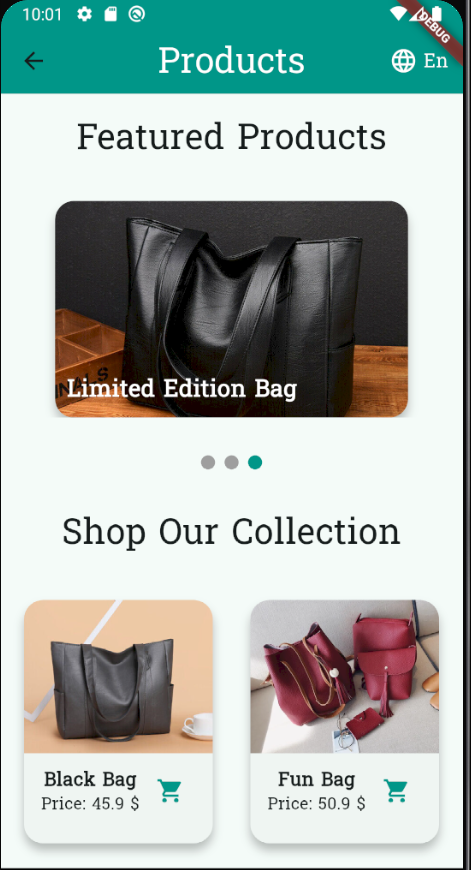 10:01
DEBUG
Products
En
Featured Products
NALS
Limited Edition Bag
Shop Our Collection
Black Bag
Price: 45.9 $
Fun Bag
Price: 50.9 $